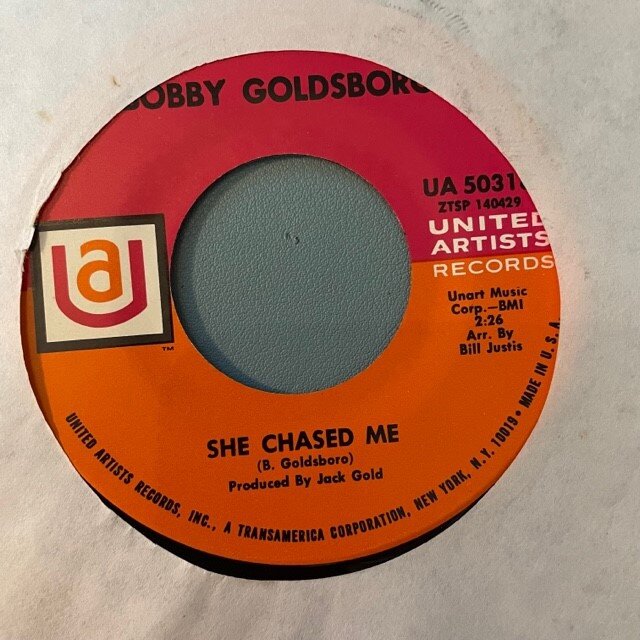 BOBBY GOLDSBORO
UA 5031
ZTSP 140429
UNITED
ARTISTS
RECORDS
ua
TM
Unart Music
Corp.—BMI
2:26
Arr. By
Bill Justis
SHE CHASED ME
(B. Goldsboro)
Produced By Jack Gold
UNITED ARTISTS RECORDS, INC., A TRANSAMERICA CORPORATION, NEW YORK, N.Y. 10019 • MADE IN U.S.A.